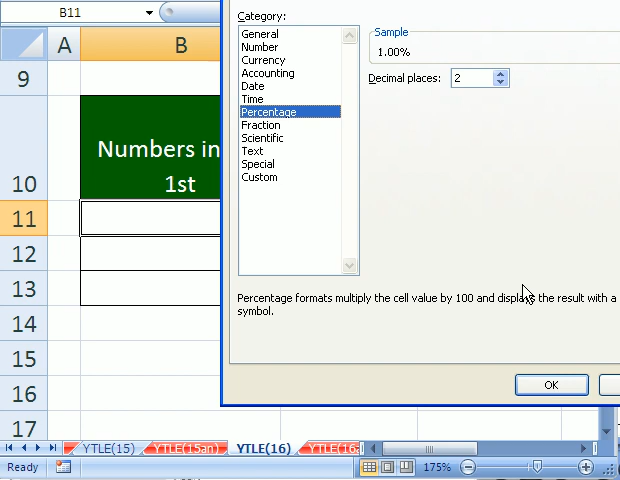 B11
Category:
General
Number
Currency
Accounting
Date
Time
Percentage
Fraction
Scientific
Text
Special
Custom
Sample
1.00%
Decimal places: 2
A B
9
Numbers in
1st
10
11
12
13
14
15
16
17
Percentage formats multiply the cell value by 100 and displays the result with a
symbol.
OK
YTLE(15) YTLE(15an) YTLE(16) YTLE(16
Ready 175%